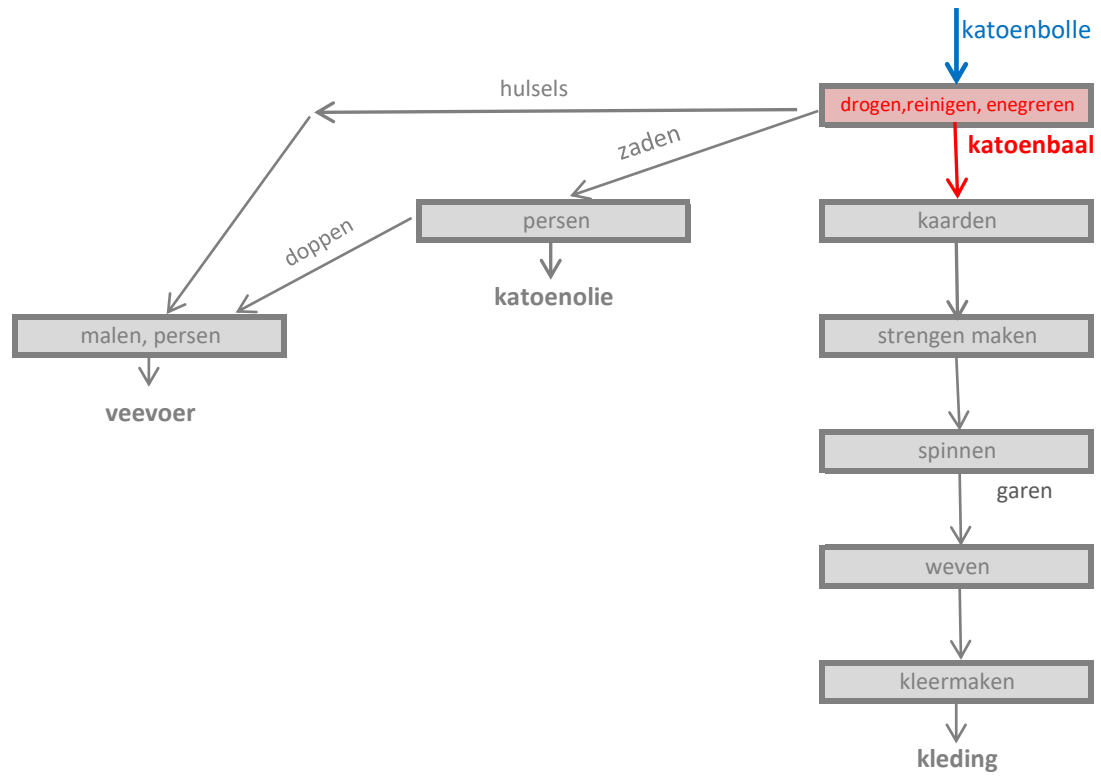 katoenbolle
hulsels
drogen,reinigen, enegreren
katoenbaal
zaden
persen
kaarden
doppen
katoenolie
malen, persen
strengen maken
veevoer
spinnen
garen
weven
kleermaken
kleding